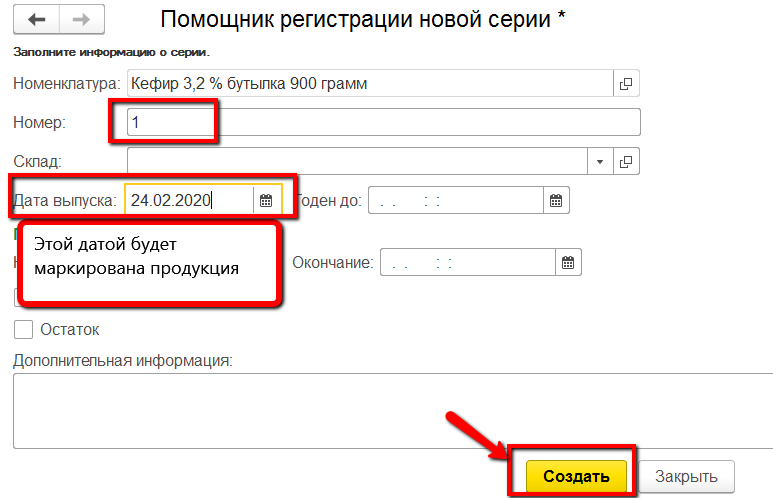 Помощник регистрации новой серии *
Заполните информацию о серии.
Номенклатура: Кефир 3,2 % бутылка 900 грамм
Номер: 1
Склад:
Дата выпуска: 24.02.2020 Годен до: . . : :
Этой датой будет
маркирована продукция
Окончание: . . : :
Остаток
Дополнительная информация:
Создать Закрыть